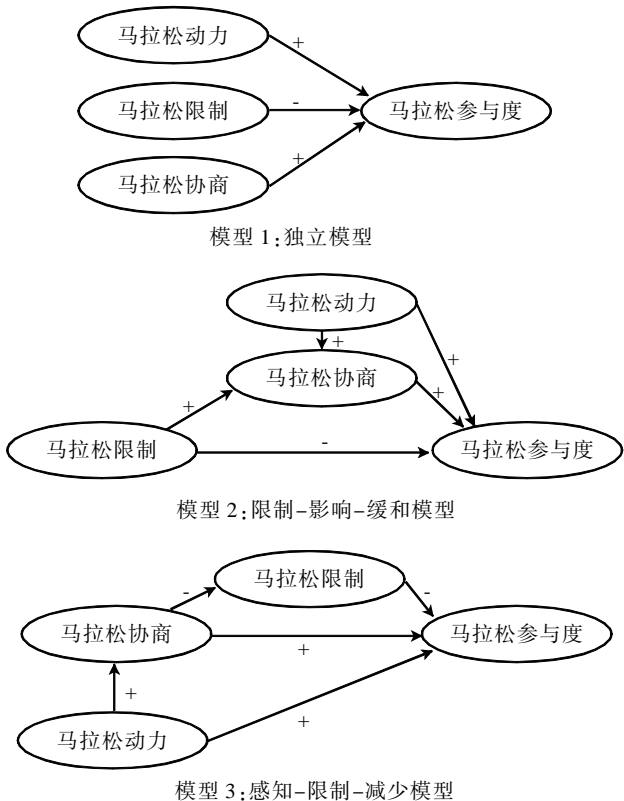 马拉松动力
+
马拉松限制
-
马拉松参与度
马拉松协商
+
模型 1:独立模型
马拉松动力
+
+
马拉松协商
+
+
马拉松限制
-
马拉松参与度
模型 2:限制-影响-缓和模型
马拉松限制
-
-
马拉松协商
马拉松参与度
+
+
马拉松动力
+
模型 3:感知-限制-减少模型